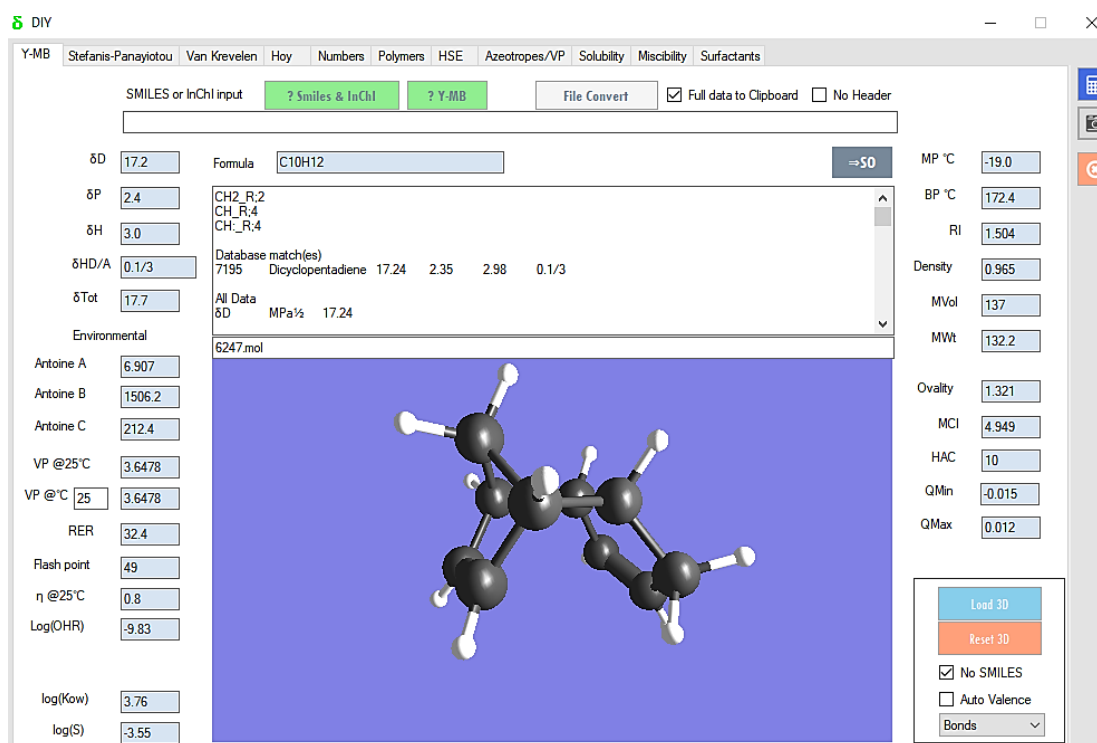 δ DIY
Y-MB Stefanis-Panayiotou Van Krevelen Hoy Numbers Polymers HSE Azeotropes/VP Solubility Miscibility Surfactants
SMILES or InChI input ? Smiles & InChI ? Y-MB File Convert Full data to Clipboard No Header
δD 17.2 Formula C10H12 ⇒SO MP °C -19.0
δP 2.4 CH2_R;2 BP °C 172.4
CH_R;4
CH:_R;4
δH 3.0 RI 1.504
Database match(es)
δHD/A 0.1/3 7195 Dicyclopentadiene 17.24 2.35 2.98 0.1/3 Density 0.965
δTot 17.7 All Data MVol 137
δD MPa½ 17.24
Environmental MWt 132.2
6247.mol
Antoine A 6.907
Antoine B 1506.2 Ovality 1.321
Antoine C 212.4 MCI 4.949
VP @25°C 3.6478 HAC 10
VP @°C 25 3.6478 QMin -0.015
RER 32.4 QMax 0.012
Flash point 49
η @25°C 0.8 Load 3D
Log(OHR) -9.83 Reset 3D
No SMILES
log(Kow) 3.76 Auto Valence
log(S) -3.55 Bonds